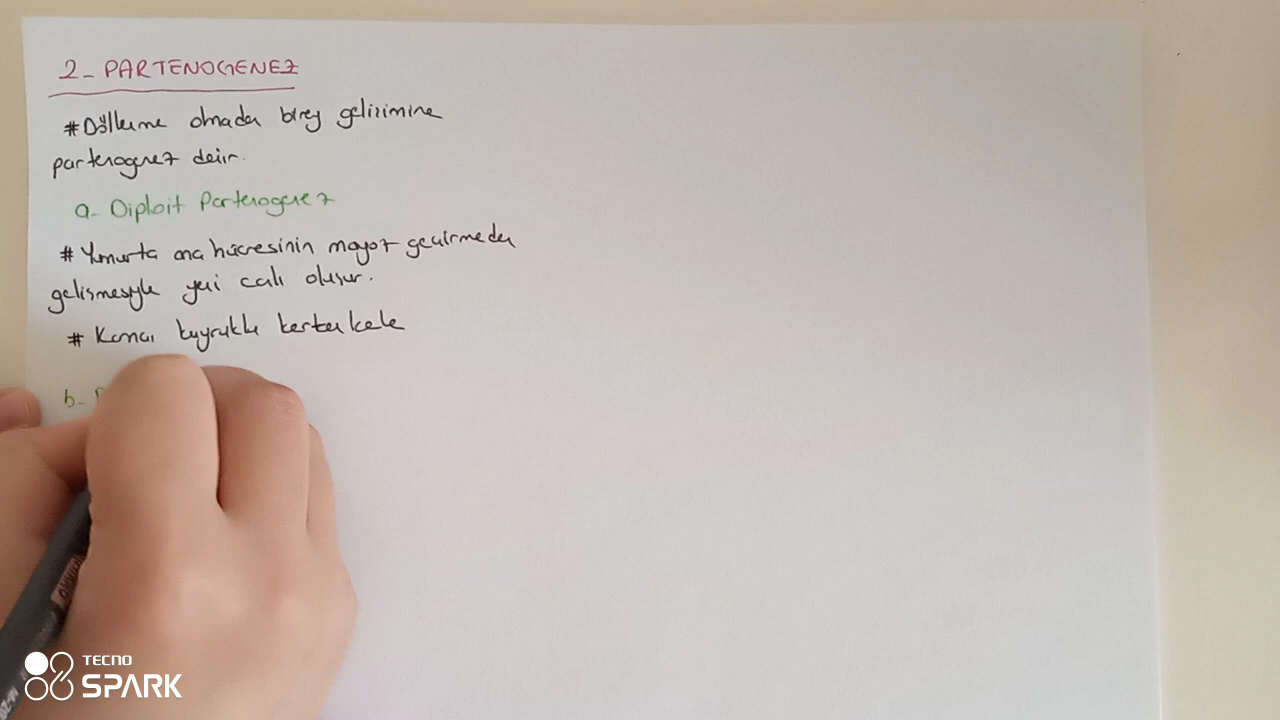 2- PARTENOGENEZ
# Döllenme olmadan birey gelişimine
partenogenez denir.
a- Diploit Partenogenez
# Yumurta ana hücresinin mayoz geçirmeden
gelişmesiyle yeni canlı oluşur.
# Kamçı kuyruklu kertenkele
b-
TECNO
SPARK